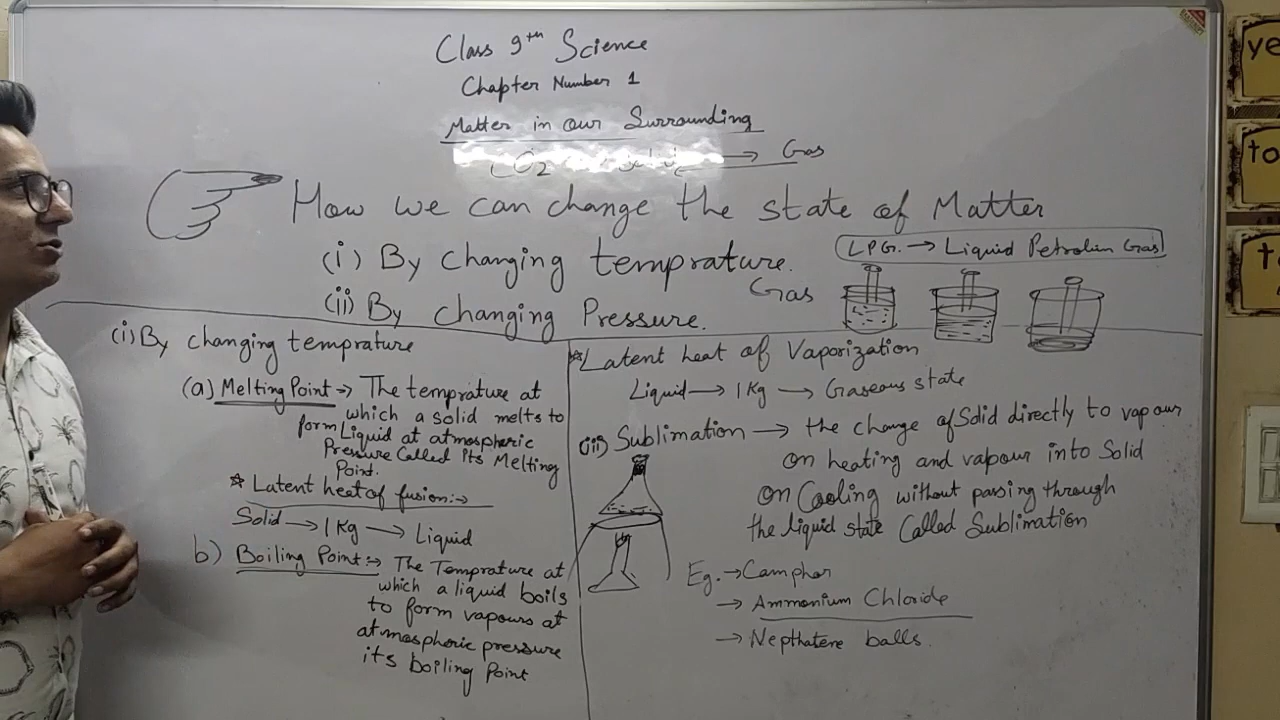 Class 9th Science
Chapter Number 1
Matter in our Surrounding
CO2 → Gas
How we can change the state of Matter
(i) By changing temprature.
(ii) By changing Pressure.
LPG. → Liquid Petrolium Gas
Gas
(i) By changing temprature
(a) Melting Point → The temprature at
which a solid melts to
form Liquid at atmospheric
Pressure Called Its Melting
Point.
* Latent heat of fusion:→
Solid → 1 Kg → Liquid
b) Boiling Point:→ The Temprature at
which a liquid boils
to form vapours at
atmospheric pressure
its boiling Point
* Latent heat of Vaporization
Liquid → 1 Kg → Gaseous state
(iii) Sublimation → the change of Solid directly to vapour
on heating and vapour into Solid
on Cooling without passing through
the liquid state Called Sublimation
Eg. → Camphor
→ Ammonium Chloride
→ Nepthatene balls.
ye
to
t